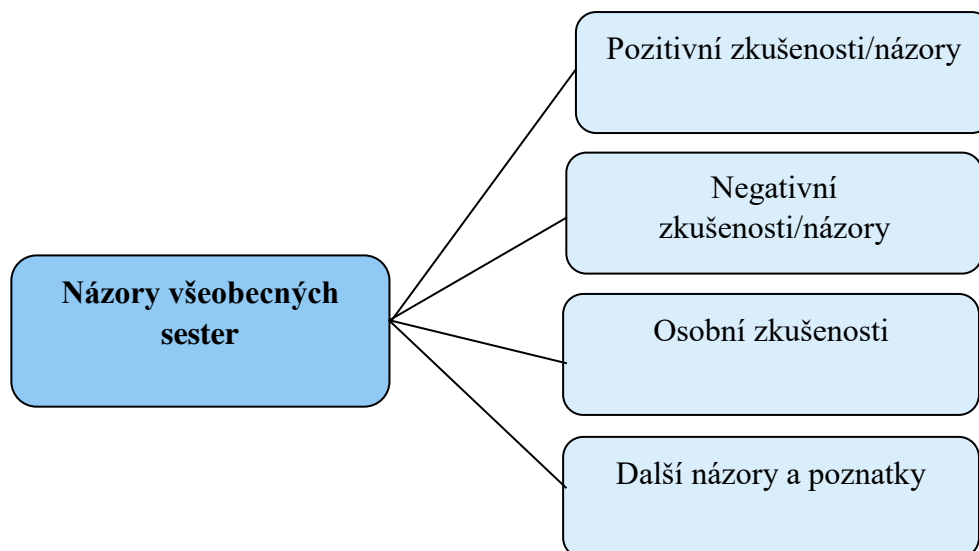 Pozitivní zkušenosti/názory
Negativní
zkušenosti/názory
Názory všeobecných
sester
Osobní zkušenosti
Další názory a poznatky